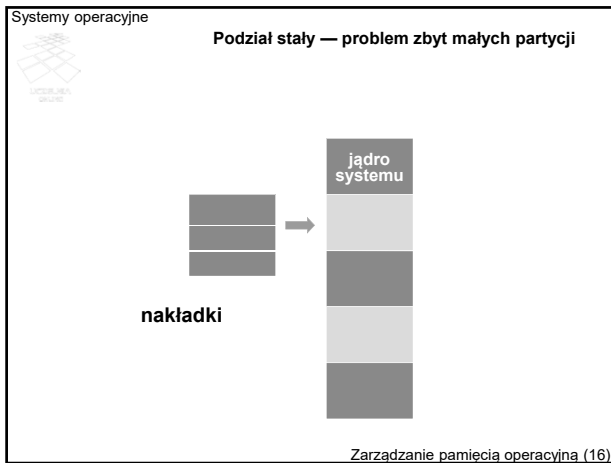 Systemy operacyjne
Podział stały — problem zbyt małych partycji
jądro
systemu
nakładki
Zarządzanie pamięcią operacyjną (16)